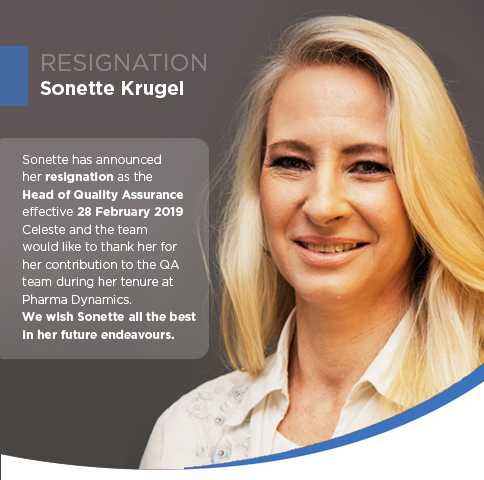 RESIGNATION
Sonette Krugel
Sonette has announced
her resignation as the
Head of Quality Assurance
effective 28 February 2019
Celeste and the team
would like to thank her for
her contribution to the QA
team during her tenure at
Pharma Dynamics.
We wish Sonette all the best
in her future endeavours.